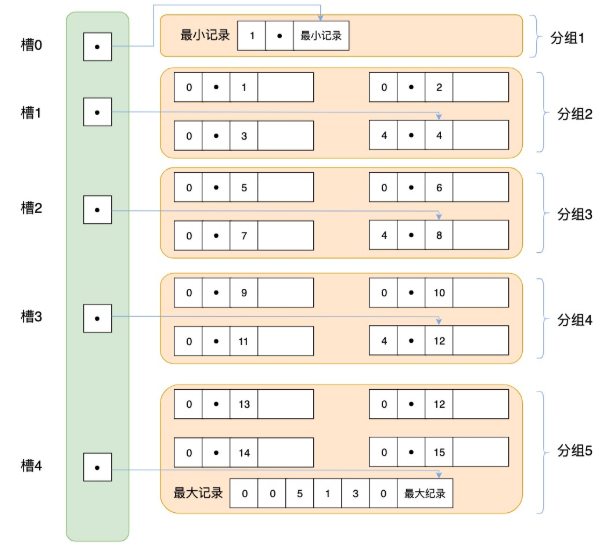 槽0
最小记录 1 • 最小记录
分组1
槽1
0 • 1
0 • 2
0 • 3
4 • 4
分组2
槽2
0 • 5
0 • 6
0 • 7
4 • 8
分组3
槽3
0 • 9
0 • 10
0 • 11
4 • 12
分组4
槽4
0 • 13
0 • 12
0 • 14
0 • 15
最大记录 0 0 5 1 3 0 最大纪录
分组5